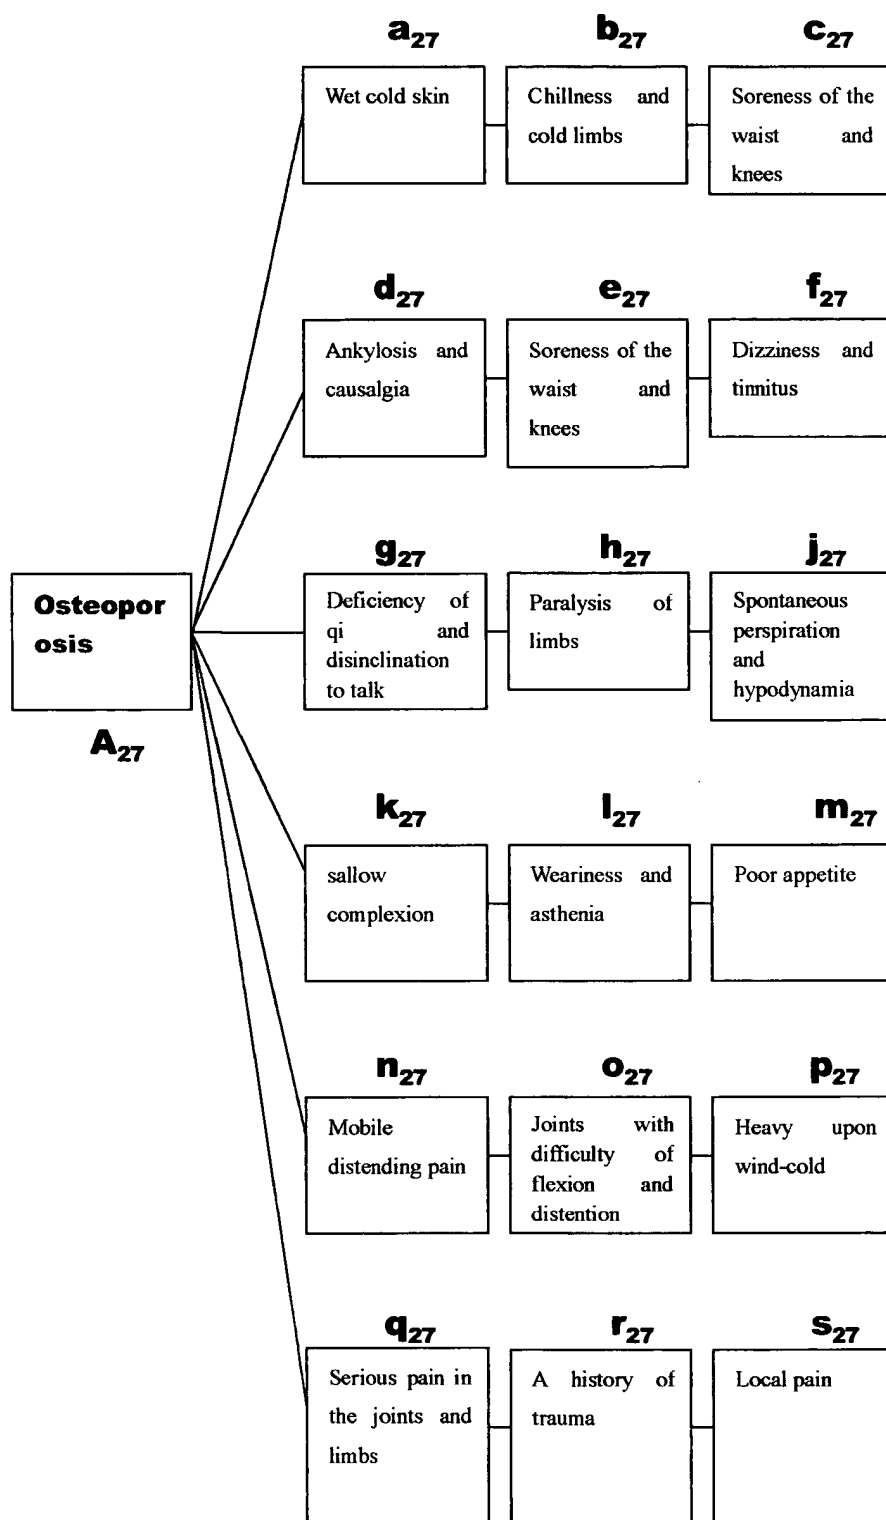 a27 b27 c27
Wet cold skin
Chillness and
cold limbs
Soreness of the
waist and
knees
d27 e27 f27
Ankylosis and
causalgia
Soreness of the
waist and
knees
Dizziness and
tinnitus
g27 h27 j27
Deficiency of
qi and
disinclination
to talk
Paralysis of
limbs
Spontaneous
perspiration
and
hypodynamia
Osteopor
osis
A27
k27 l27 m27
sallow
complexion
Weariness and
asthenia
Poor appetite
n27 o27 p27
Mobile
distending pain
Joints with
difficulty of
flexion and
distention
Heavy upon
wind-cold
q27 r27 s27
Serious pain in
the joints and
limbs
A history of
trauma
Local pain